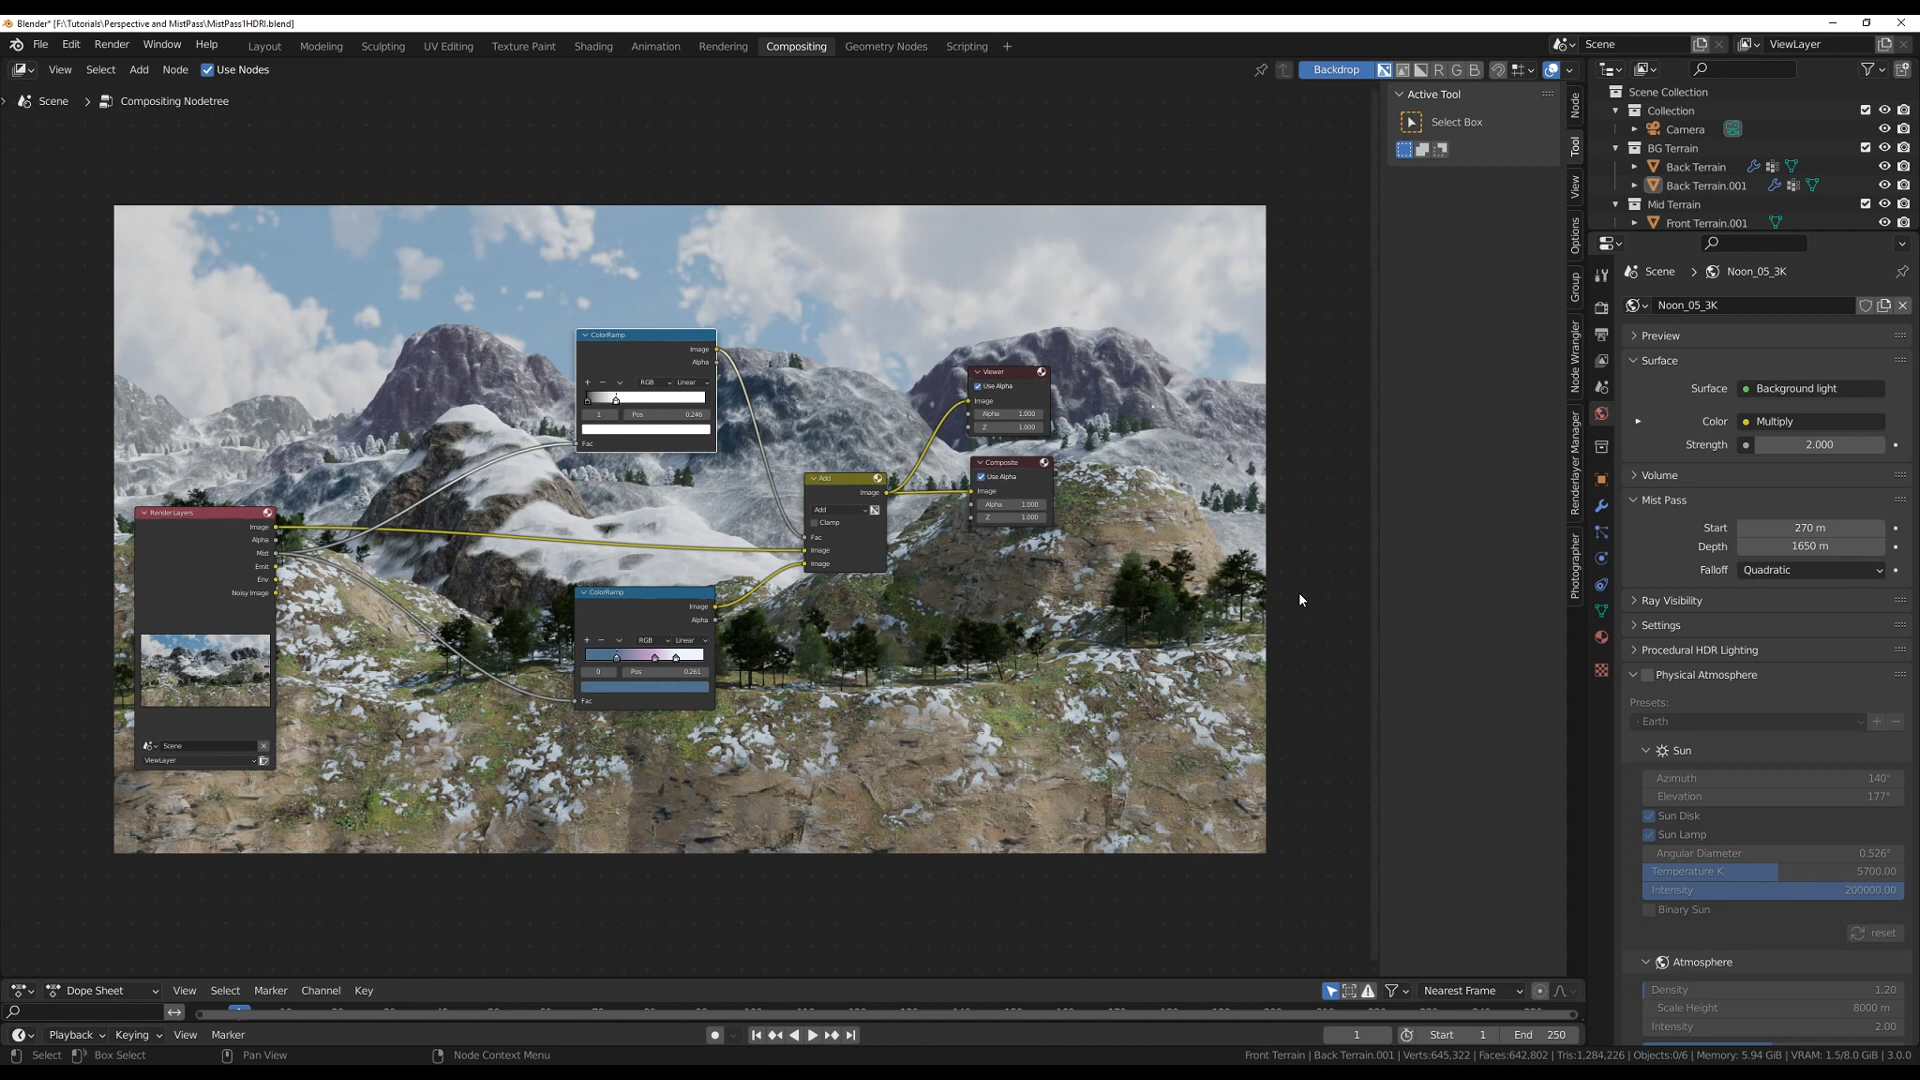 Blender* [F:\Tutorials\Perspective and MistPass\MistPass1HDRI.blend]
File Edit Render Window Help Layout Modeling Sculpting UV Editing Texture Paint Shading Animation Rendering Compositing Geometry Nodes Scripting + Scene ViewLayer
View Select Add Node Use Nodes Backdrop R G B
Scene > Compositing Nodetree
Active Tool
Select Box
Node
Tool
View
Options
Group
Node Wrangler
Renderlayer Manager
Photographer
ColorRamp
Image
Alpha
RGB Linear
1 Pos 0.246
Fac
Viewer
Use Alpha
Image
Alpha 1.000
Z 1.000
Composite
Use Alpha
Image
Alpha 1.000
Z 1.000
Add
Image
Add
Clamp
Fac
Image
Image
RenderLayers
Image
Alpha
Mist
Emit
Env
Noisy Image
Scene
ViewLayer
ColorRamp
Image
Alpha
RGB Linear
0 Pos 0.261
Fac
Scene Collection
Collection
Camera
BG Terrain
Back Terrain
Back Terrain.001
Mid Terrain
Front Terrain.001
Scene > Noon_05_3K
Noon_05_3K
Preview
Surface
Surface Background light
Color Multiply
Strength 2.000
Volume
Mist Pass
Start 270 m
Depth 1650 m
Falloff Quadratic
Ray Visibility
Settings
Procedural HDR Lighting
Physical Atmosphere
Presets:
Earth
Sun
Azimuth 140°
Elevation 177°
Sun Disk
Sun Lamp
Angular Diameter 0.526°
Temperature K 5700.00
Intensity 200000.00
Binary Sun
reset
Atmosphere
Density 1.20
Scale Height 8000 m
Intensity 2.00
Dope Sheet View Select Marker Channel Key Nearest Frame
Playback Keying View Marker 1 Start 1 End 250
Select Box Select Pan View Node Context Menu Front Terrain | Back Terrain.001 | Verts:645,322 | Faces:642,802 | Tris:1,284,226 | Objects:0/6 | Memory: 5.94 GiB | VRAM: 1.5/8.0 GiB | 3.0.0